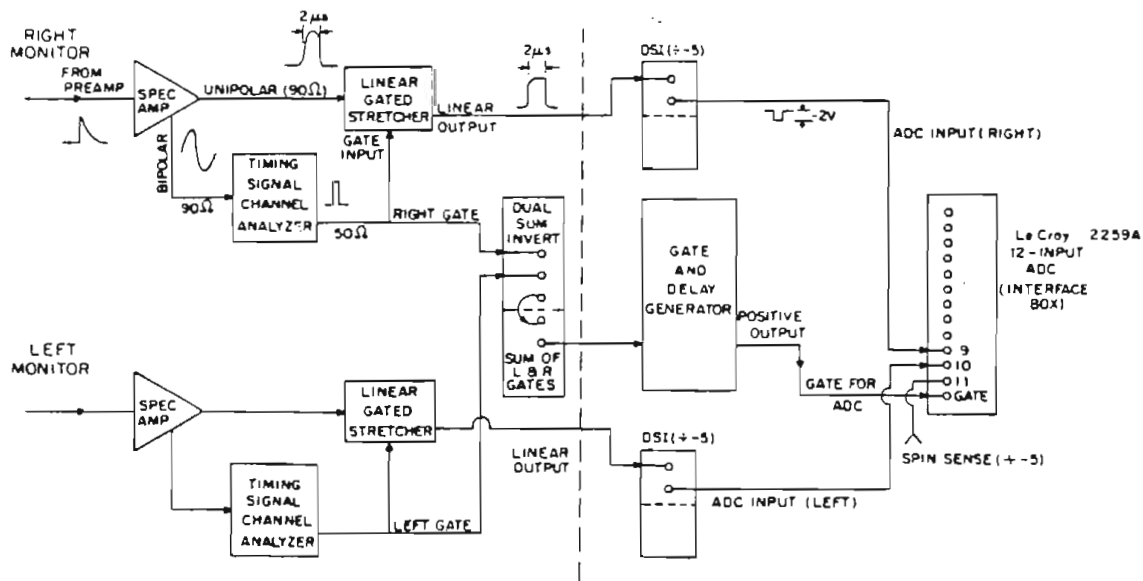 RIGHT
MONITOR
FROM
PREAMP
SPEC
AMP
2μs
UNIPOLAR (90Ω)
BIPOLAR
90Ω
LINEAR
GATED
STRETCHER
GATE
INPUT
LINEAR
OUTPUT
2μs
TIMING
SIGNAL
CHANNEL
ANALYZER
50Ω
RIGHT GATE
DUAL
SUM
INVERT
SUM OF
L & R
GATES
DSI(÷-5)
-2V
ADC INPUT (RIGHT)
GATE
AND
DELAY
GENERATOR
POSITIVE
OUTPUT
GATE FOR
ADC
Le Croy 2259A
12-INPUT
ADC
(INTERFACE
BOX)
9
10
11
GATE
SPIN SENSE (÷-5)
LEFT
MONITOR
SPEC
AMP
LINEAR
GATED
STRETCHER
LINEAR
OUTPUT
TIMING
SIGNAL
CHANNEL
ANALYZER
LEFT GATE
DSI(÷-5)
ADC INPUT (LEFT)